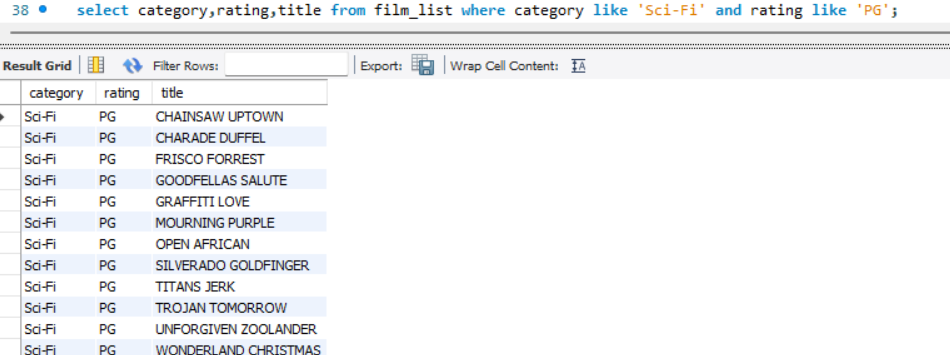 38 select category,rating,title from film_list where category like 'Sci-Fi' and rating like 'PG';
Result Grid Filter Rows: Export: Wrap Cell Content: IA
category rating title
Sci-Fi PG CHAINSAW UPTOWN
Sci-Fi PG CHARADE DUFFEL
Sci-Fi PG FRISCO FORREST
Sci-Fi PG GOODFELLAS SALUTE
Sci-Fi PG GRAFFITI LOVE
Sci-Fi PG MOURNING PURPLE
Sci-Fi PG OPEN AFRICAN
Sci-Fi PG SILVERADO GOLDFINGER
Sci-Fi PG TITANS JERK
Sci-Fi PG TROJAN TOMORROW
Sci-Fi PG UNFORGIVEN ZOOLANDER
Sci-Fi PG WONDERLAND CHRISTMAS